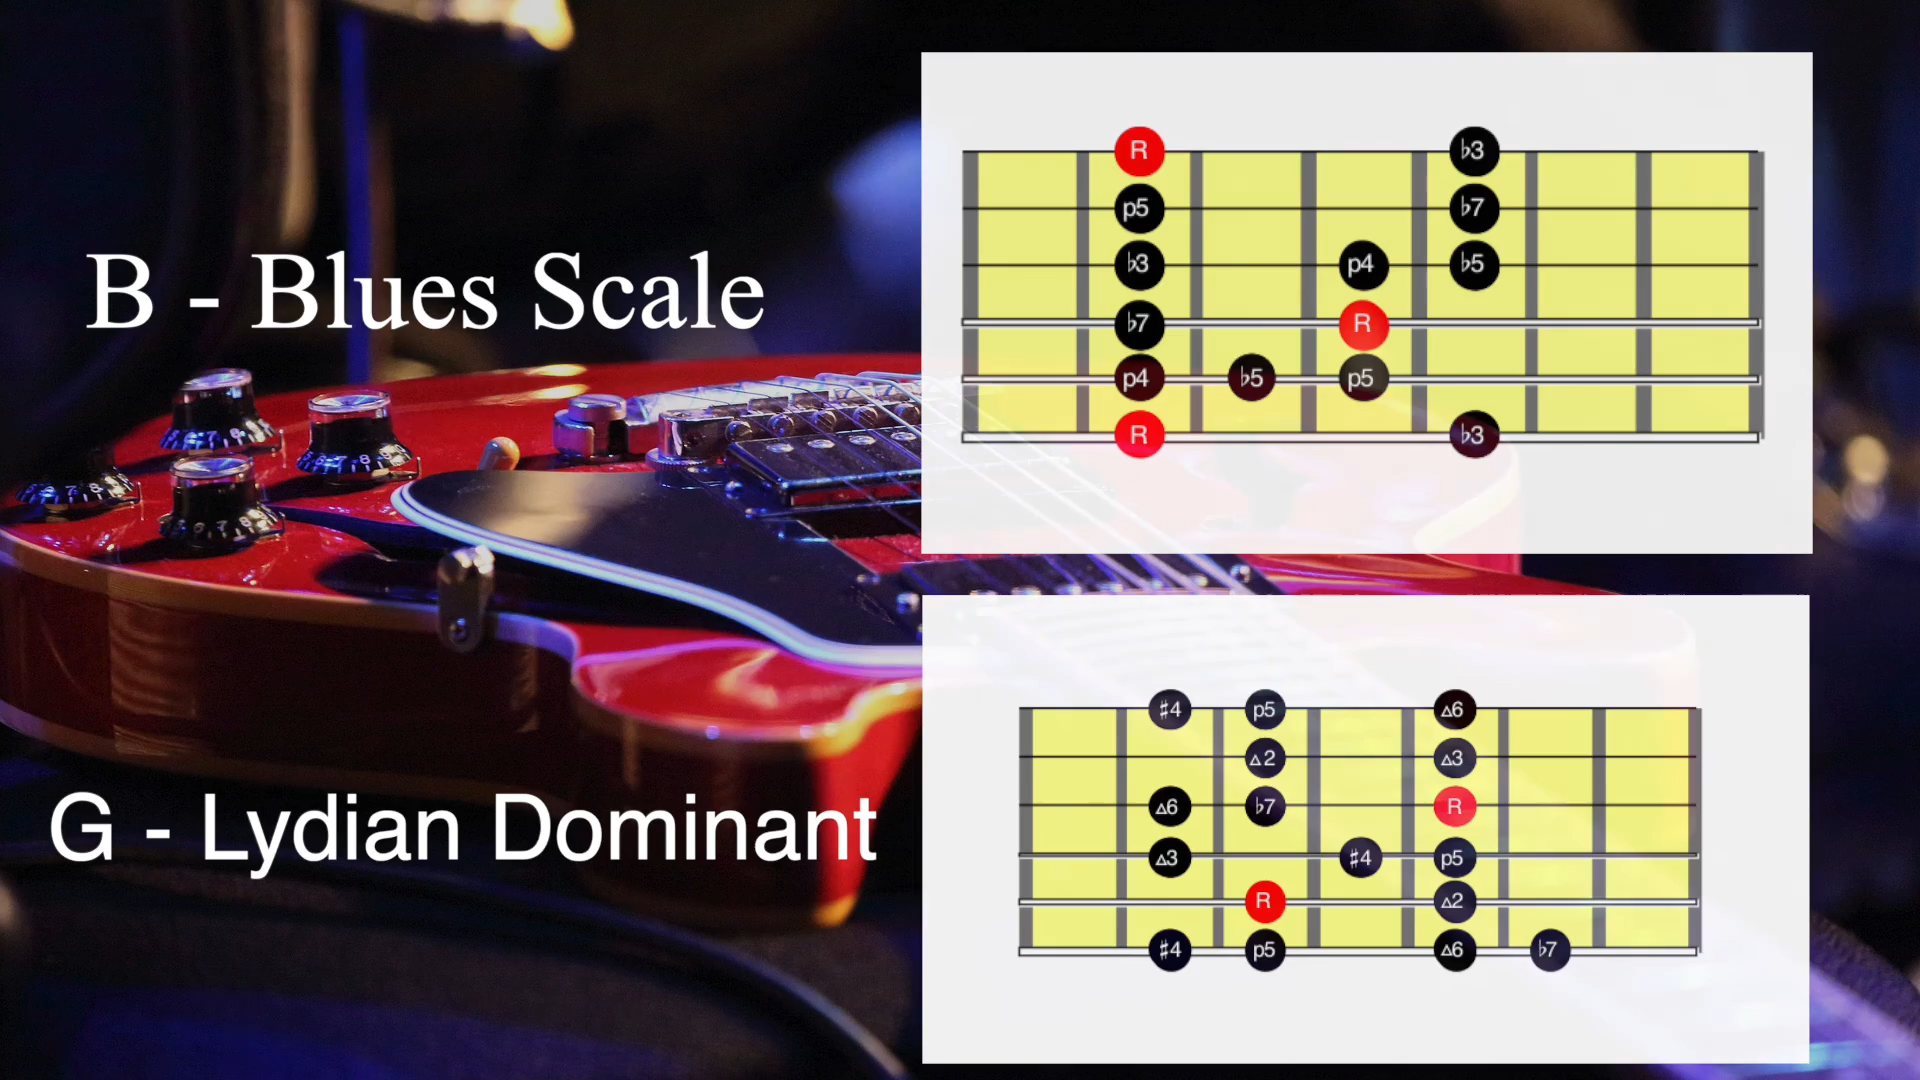 B - Blues Scale
R ♭3
p5 ♭7
♭3 p4 ♭5
♭7 R
p4 ♭5 p5
R ♭3
G - Lydian Dominant
♯4 p5 Δ6
Δ2 Δ3
Δ6 ♭7 R
Δ3 ♯4 p5
R Δ2
♯4 p5 Δ6 ♭7